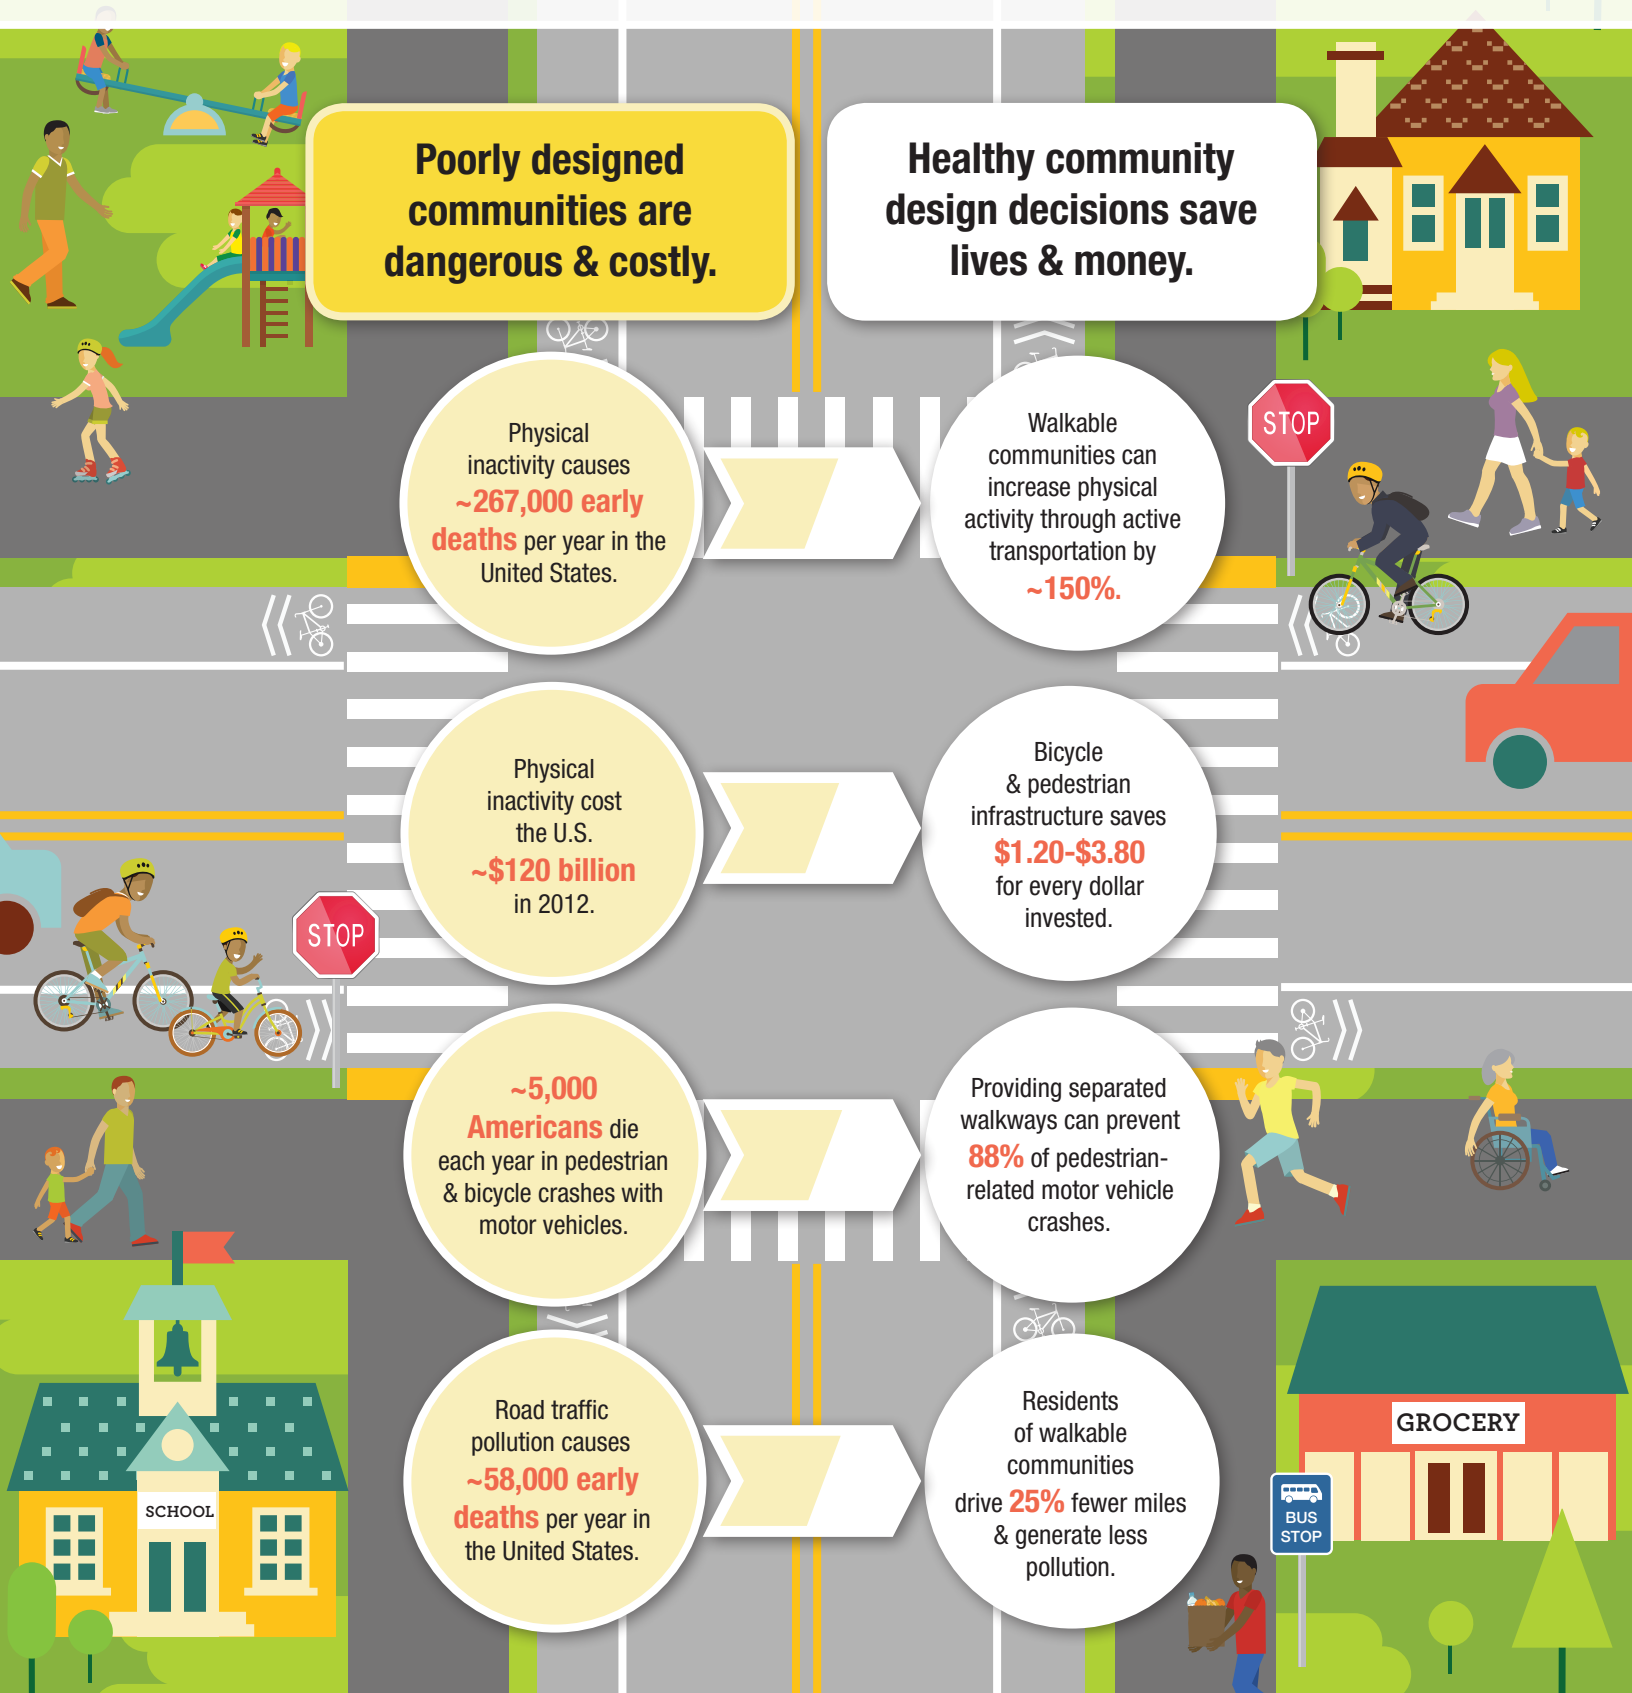 Poorly designed
communities are
dangerous & costly.
Healthy community
design decisions save
lives & money.
Physical
inactivity causes
~267,000 early
deaths per year in the
United States.
Walkable
communities can
increase physical
activity through active
transportation by
~150%.
STOP
Physical
inactivity cost
the U.S.
~$120 billion
in 2012.
Bicycle
& pedestrian
infrastructure saves
$1.20-$3.80
for every dollar
invested.
STOP
~5,000
Americans die
each year in pedestrian
& bicycle crashes with
motor vehicles.
Providing separated
walkways can prevent
88% of pedestrian-
related motor vehicle
crashes.
Road traffic
pollution causes
~58,000 early
deaths per year in
the United States.
Residents
of walkable
communities
drive 25% fewer miles
& generate less
pollution.
SCHOOL
GROCERY
BUS
STOP